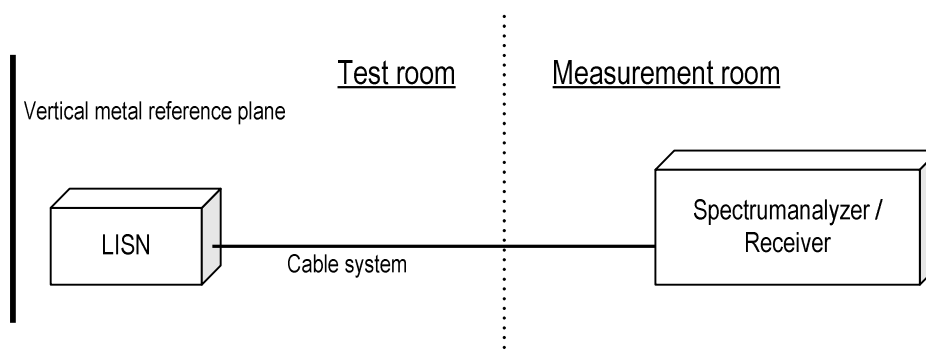 Test room
Measurement room
Vertical metal reference plane
LISN
Cable system
Spectrumanalyzer /
Receiver